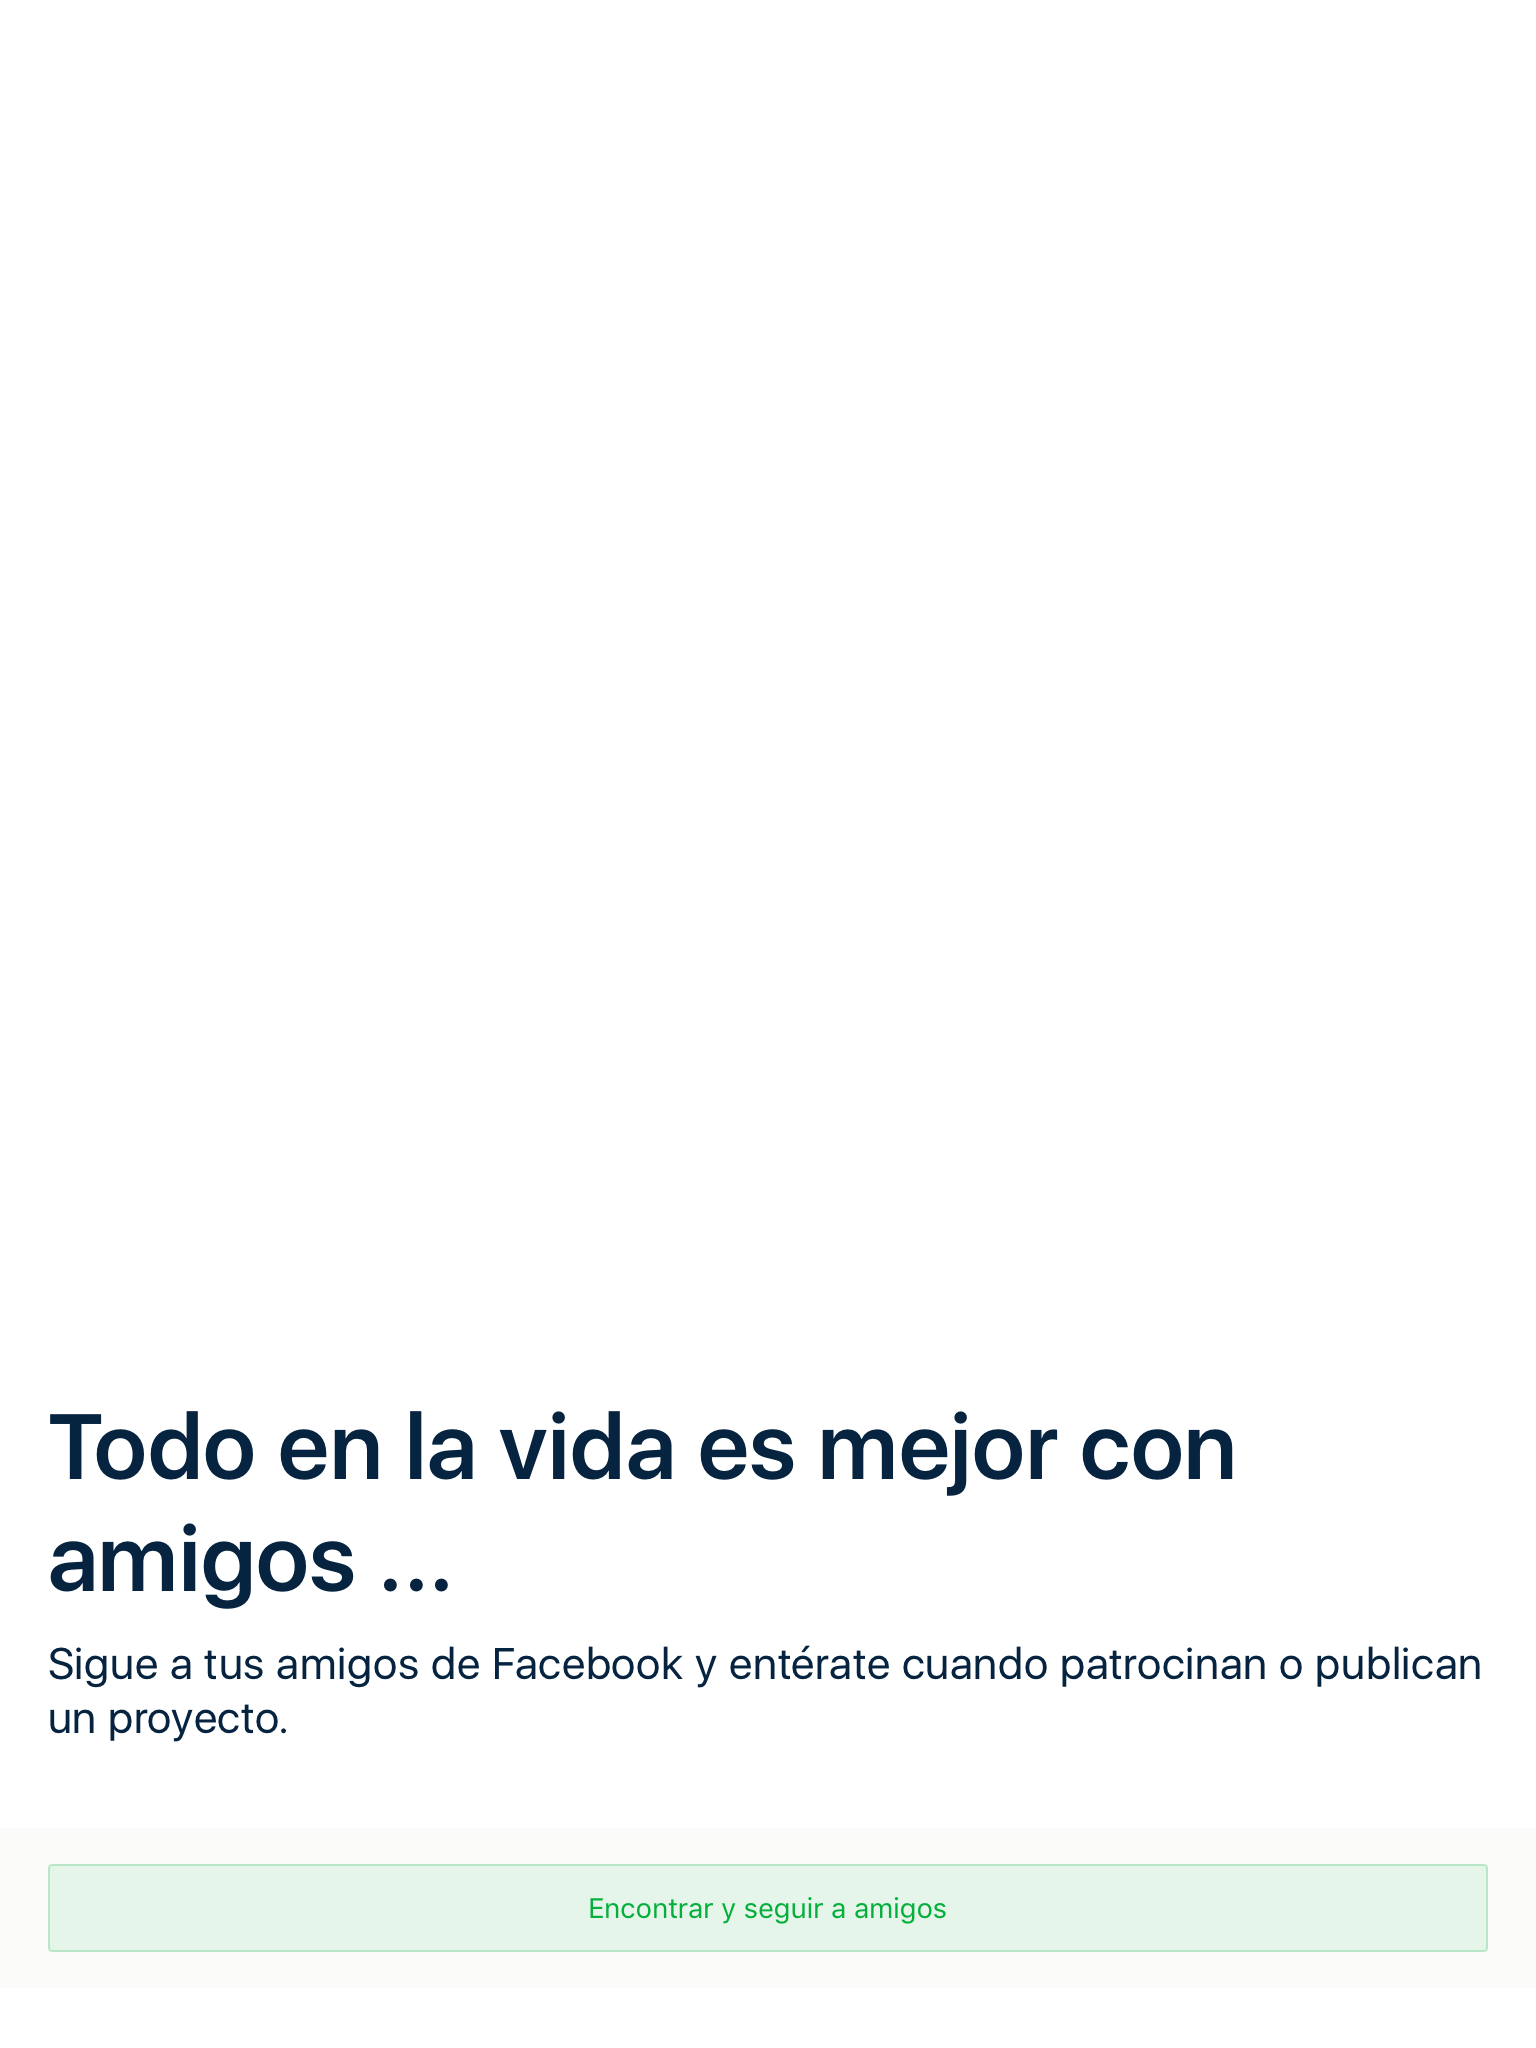 Todo en la vida es mejor con
amigos ...
Sigue a tus amigos de Facebook y entérate cuando patrocinan o publican
un proyecto.
Encontrar y seguir a amigos